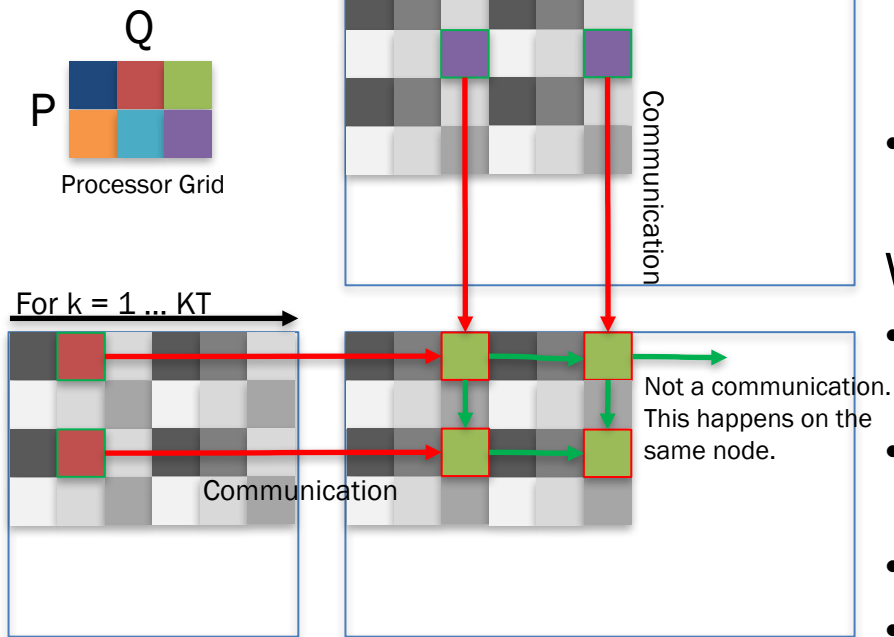 Q
P
Processor Grid
Communication
For k = 1 ... KT
Not a communication.
This happens on the
same node.
Communication